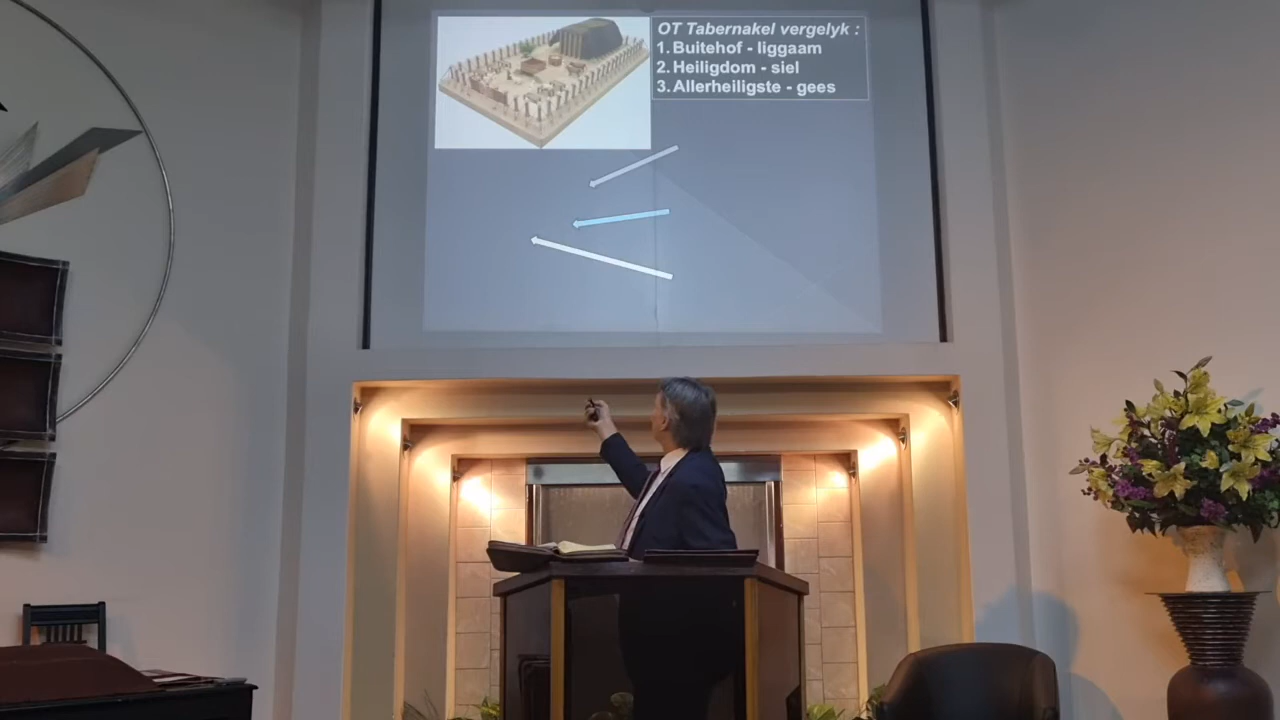 OT Tabernakel vergelyk :
1. Buitehof - liggaam
2. Heiligdom - siel
3. Allerheiligste - gees